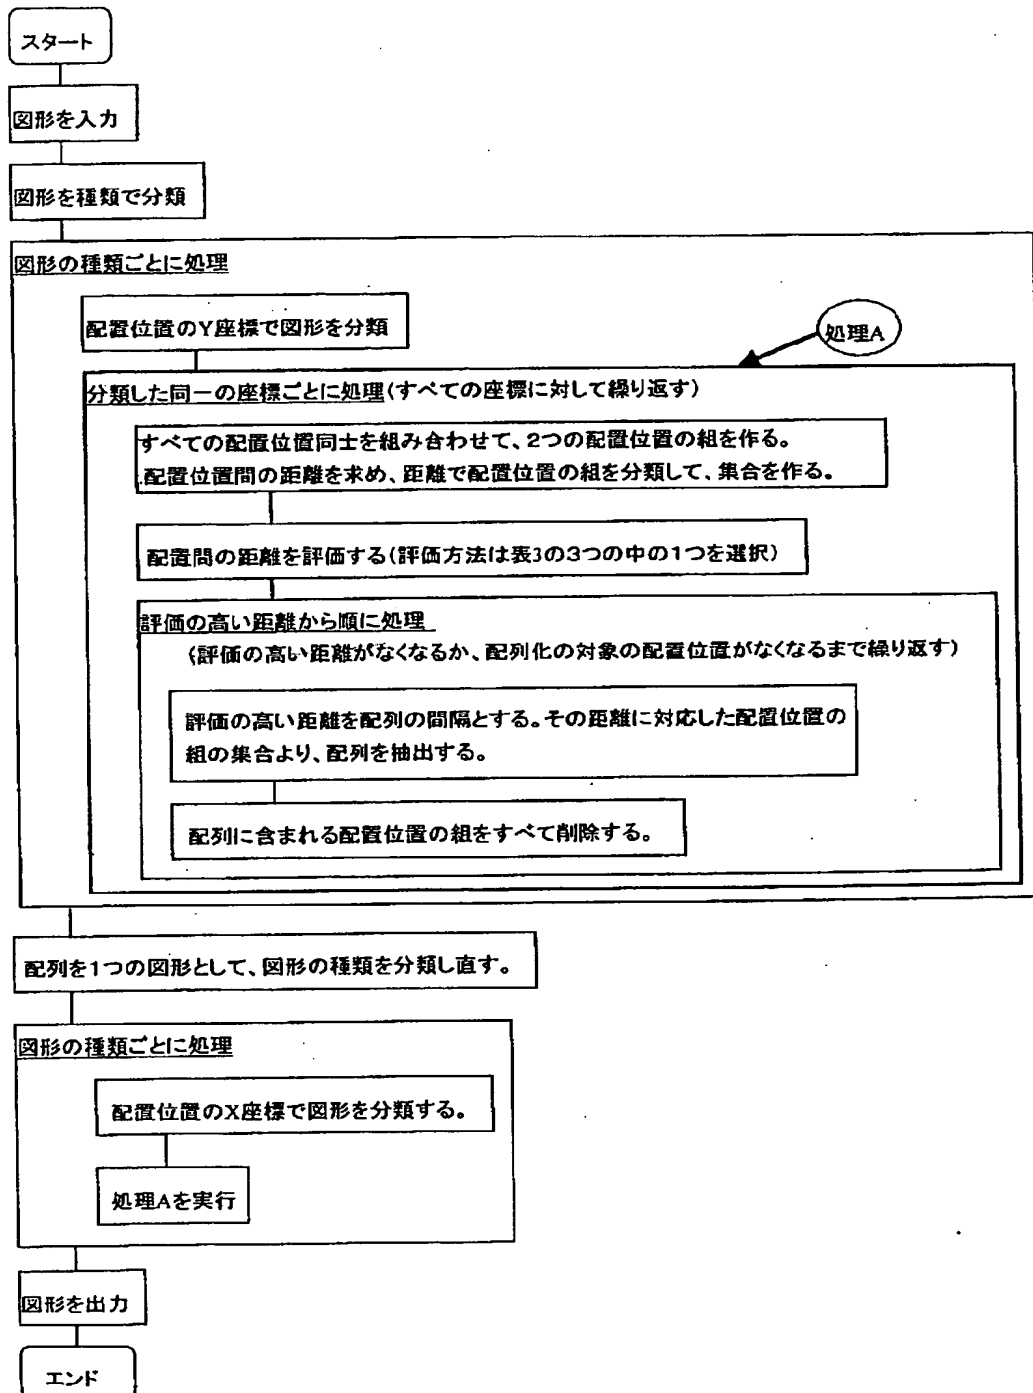 スタート
図形を入力
図形を種類で分類
図形の種類ごとに処理
配置位置のY座標で図形を分類
処理A
分類した同一の座標ごとに処理(すべての座標に対して繰り返す)
すべての配置位置同士を組み合わせて、2つの配置位置の組を作る。
配置位置間の距離を求め、距離で配置位置の組を分類して、集合を作る。
配置間の距離を評価する(評価方法は表3の3つの中の1つを選択)
評価の高い距離から順に処理
(評価の高い距離がなくなるか、配列化の対象の配置位置がなくなるまで繰り返す)
評価の高い距離を配列の間隔とする。その距離に対応した配置位置の
組の集合より、配列を抽出する。
配列に含まれる配置位置の組をすべて削除する。
配列を1つの図形として、図形の種類を分類し直す。
図形の種類ごとに処理
配置位置のX座標で図形を分類する。
処理Aを実行
図形を出力
エンド